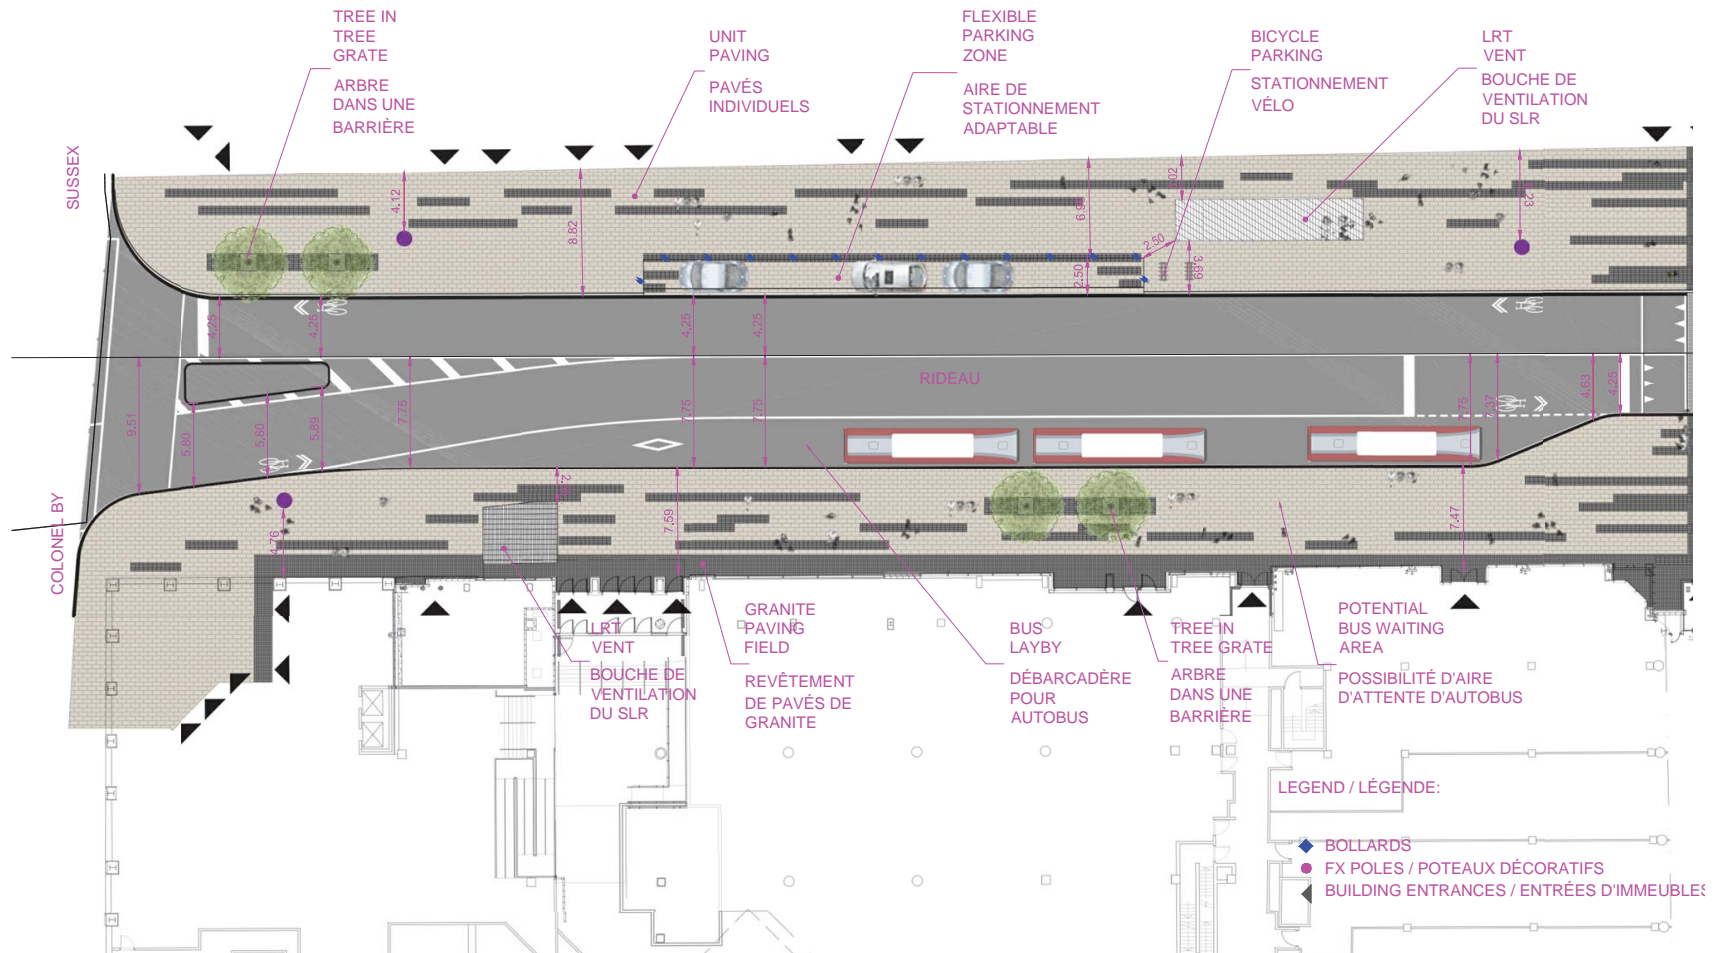 TREE IN
TREE
GRATE
ARBRE
DANS UNE
BARRIÈRE
UNIT
PAVING
PAVÉS
INDIVIDUELS
FLEXIBLE
PARKING
ZONE
AIRE DE
STATIONNEMENT
ADAPTABLE
BICYCLE
PARKING
STATIONNEMENT
VÉLO
LRT
VENT
BOUCHE DE
VENTILATION
DU SLR
SUSSEX
4.12
8.82
2.50
2.50
3.69
4.25
4.25
4.25
4.25
RIDEAU
9.51
5.80
5.80
5.89
7.75
7.75
7.75
7.75
7.37
4.63
4.25
COLONEL BY
4.76
7.59
7.47
LRT
VENT
BOUCHE DE
VENTILATION
DU SLR
GRANITE
PAVING
FIELD
REVÊTEMENT
DE PAVÉS DE
GRANITE
BUS
LAYBY
DÉBARCADÈRE
POUR
AUTOBUS
TREE IN
TREE GRATE
ARBRE
DANS UNE
BARRIÈRE
POTENTIAL
BUS WAITING
AREA
POSSIBILITÉ D'AIRE
D'ATTENTE D'AUTOBUS
LEGEND / LÉGENDE:
BOLLARDS
FX POLES / POTEAUX DÉCORATIFS
BUILDING ENTRANCES / ENTRÉES D'IMMEUBLES